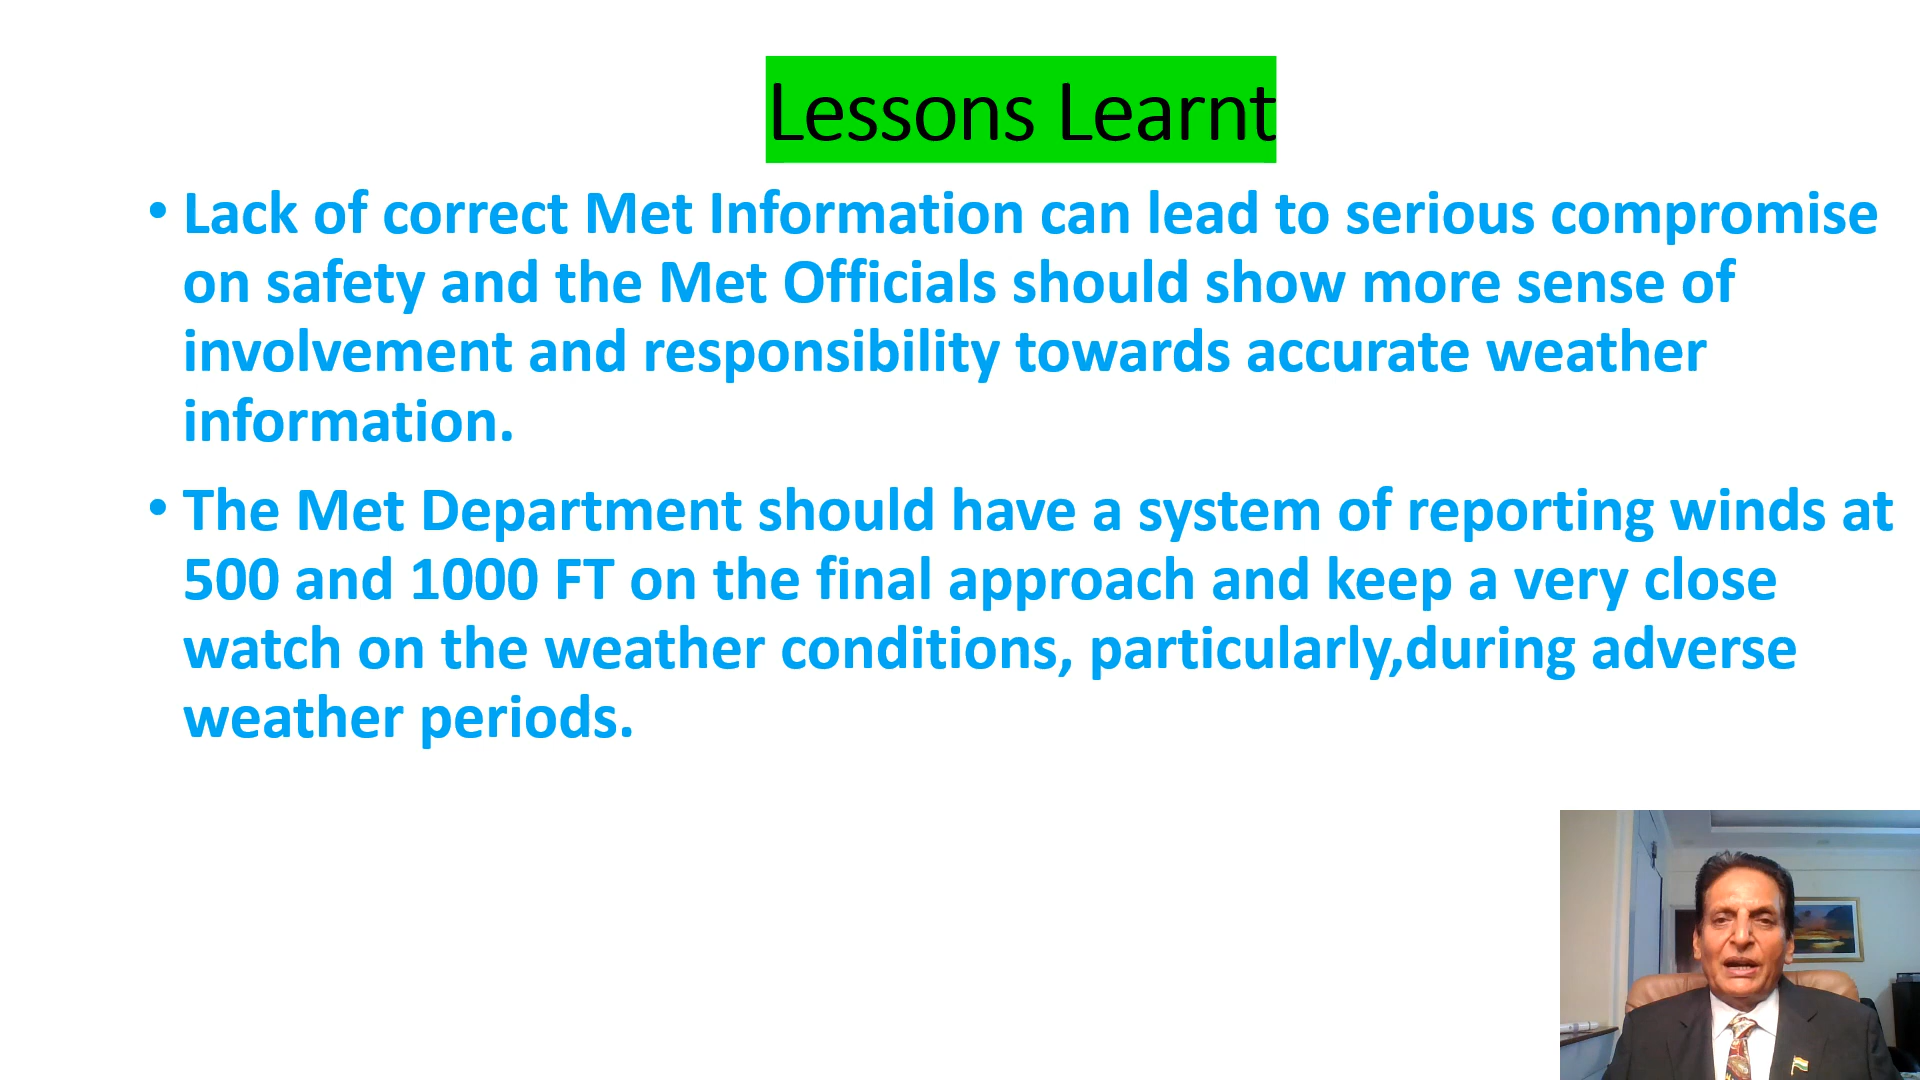 Lessons Learnt
• Lack of correct Met Information can lead to serious compromise
on safety and the Met Officials should show more sense of
involvement and responsibility towards accurate weather
information.
• The Met Department should have a system of reporting winds at
500 and 1000 FT on the final approach and keep a very close
watch on the weather conditions, particularly,during adverse
weather periods.